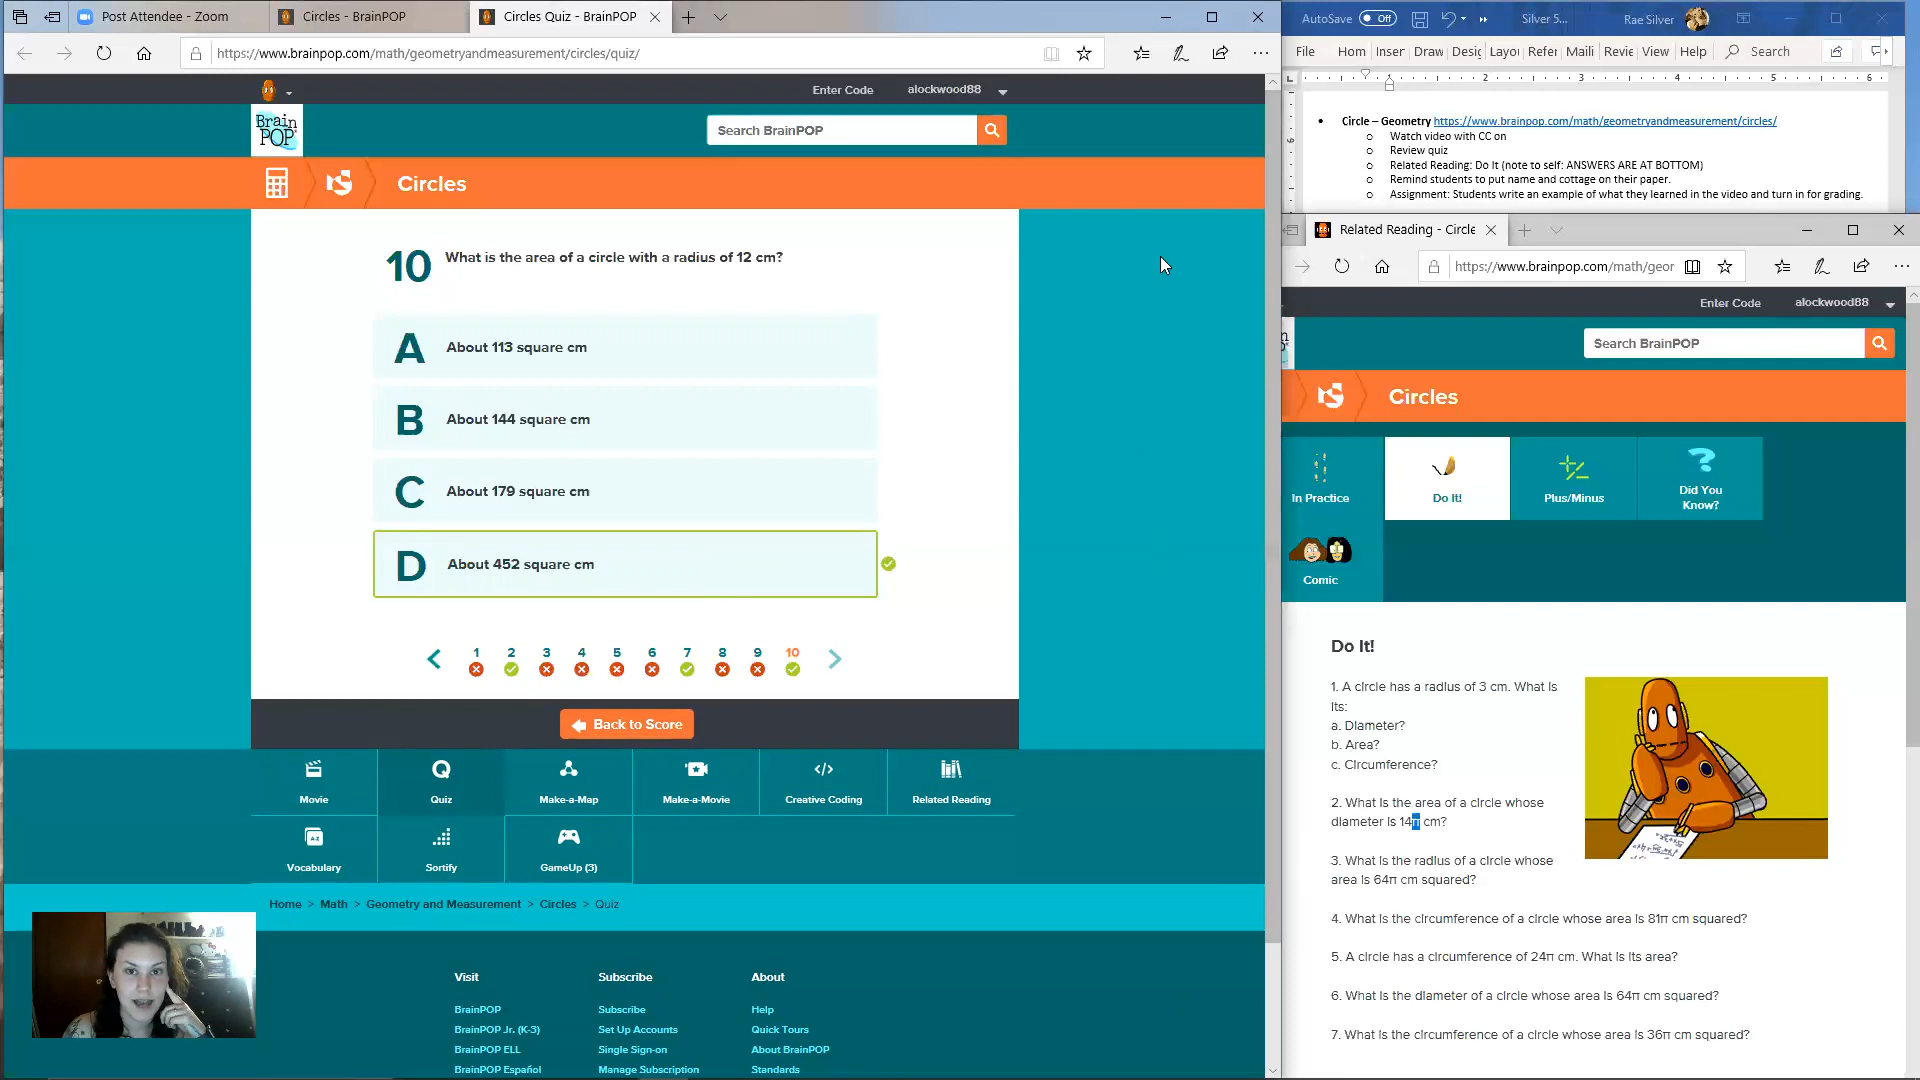 Post Attendee - Zoom
Circles - BrainPOP
Circles Quiz - BrainPOP
https://www.brainpop.com/math/geometryandmeasurement/circles/quiz/
Enter Code
alockwood88
Brain
POP
Search BrainPOP
Circles
10 What is the area of a circle with a radius of 12 cm?
A About 113 square cm
B About 144 square cm
C About 179 square cm
D About 452 square cm
1 2 3 4 5 6 7 8 9 10
Back to Score
Movie
Quiz
Make-a-Map
Make-a-Movie
Creative Coding
Related Reading
Vocabulary
Sortify
GameUp (3)
Home > Math > Geometry and Measurement > Circles > Quiz
Visit
BrainPOP
BrainPOP Jr. (K-3)
BrainPOP ELL
BrainPOP Español
Subscribe
Subscribe
Set Up Accounts
Single Sign-on
Manage Subscription
About
Help
Quick Tours
About BrainPOP
Standards
AutoSave Off Silver 5... Rae Silver
File Hom Inser Draw Desig Layo Refer Maili Revie View Help Search
1 2 3 4 5 6
Circle – Geometry https://www.brainpop.com/math/geometryandmeasurement/circles/
o Watch video with CC on
o Review quiz
o Related Reading: Do It (note to self: ANSWERS ARE AT BOTTOM)
o Remind students to put name and cottage on their paper.
o Assignment: Students write an example of what they learned in the video and turn in for grading.
Related Reading - Circle
https://www.brainpop.com/math/geor
Enter Code
alockwood88
Search BrainPOP
Circles
In Practice
Do It!
Plus/Minus
Did You
Know?
Comic
Do It!
1. A circle has a radius of 3 cm. What is
its:
a. Diameter?
b. Area?
c. Circumference?
2. What is the area of a circle whose
diameter is 14π cm?
3. What is the radius of a circle whose
area is 64π cm squared?
4. What is the circumference of a circle whose area is 81π cm squared?
5. A circle has a circumference of 24π cm. What is its area?
6. What is the diameter of a circle whose area is 64π cm squared?
7. What is the circumference of a circle whose area is 36π cm squared?